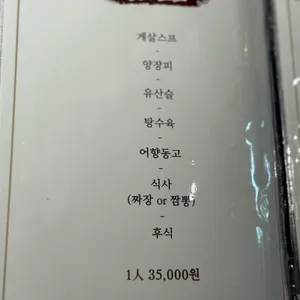 게살스프
-
양장피
-
유산슬
-
탕수육
-
어향동고
-
식사
(짜장 or 짬뽕)
-
후식
1人 35,000원